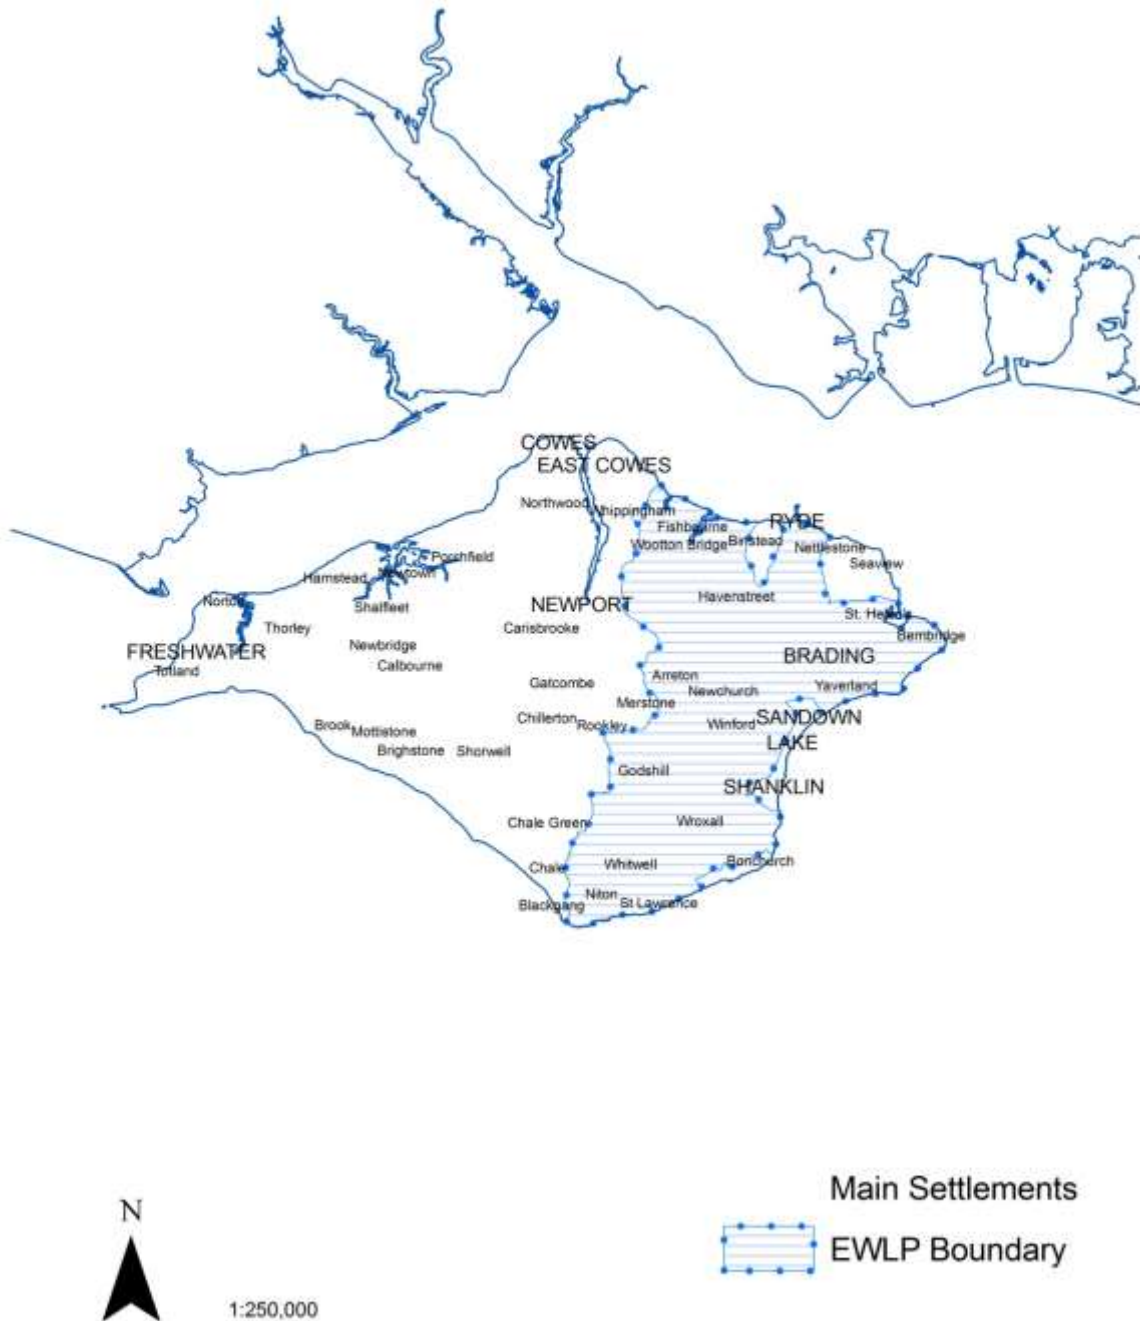 COWES
EAST COWES
Northwood
Whippingham
Fishbourne
RYDE
Wootton Bridge
Binstead
Nettlestone
Seaview
Porchfield
Newtown
Hamstead
Havenstreet
Norton
Shalfleet
NEWPORT
St. Helens
Thorley
Carisbrooke
Bembridge
Newbridge
FRESHWATER
BRADING
Totland
Calbourne
Arreton
Gatcombe
Newchurch
Yaverland
Merstone
Chillerton
Rookley
Winford
SANDOWN
Brook
Mottistone
LAKE
Brighstone
Shorwell
Godshill
SHANKLIN
Chale Green
Wroxall
Chale
Whitwell
Bonchurch
Niton
Blackgang
St Lawrence
Main Settlements
N
EWLP Boundary
1:250,000